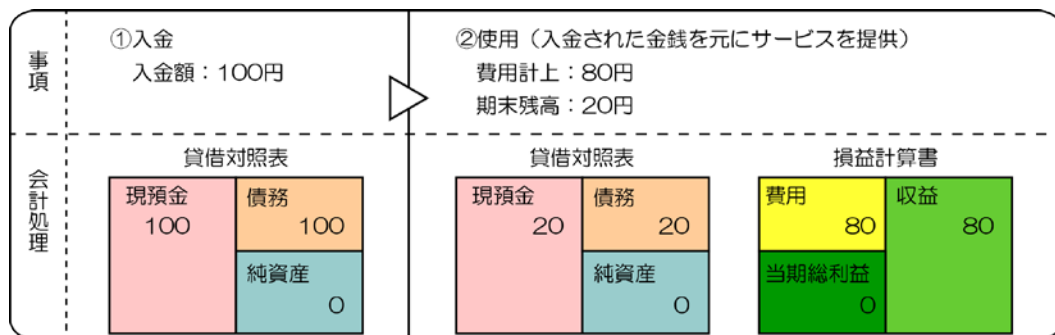 事項
①入金
入金額：100円
②使用（入金された金銭を元にサービスを提供）
費用計上：80円
期末残高：20円
会計処理
貸借対照表
現預金
100
債務
100
純資産
0
貸借対照表
現預金
20
債務
20
純資産
0
損益計算書
費用
80
収益
80
当期総利益
0